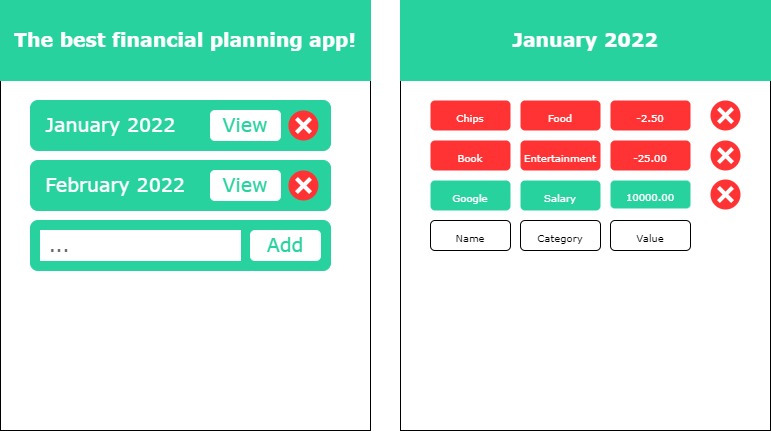 The best financial planning app!
January 2022 View
February 2022 View
... Add
January 2022
Chips Food -2.50
Book Entertainment -25.00
Google Salary 10000.00
Name Category Value